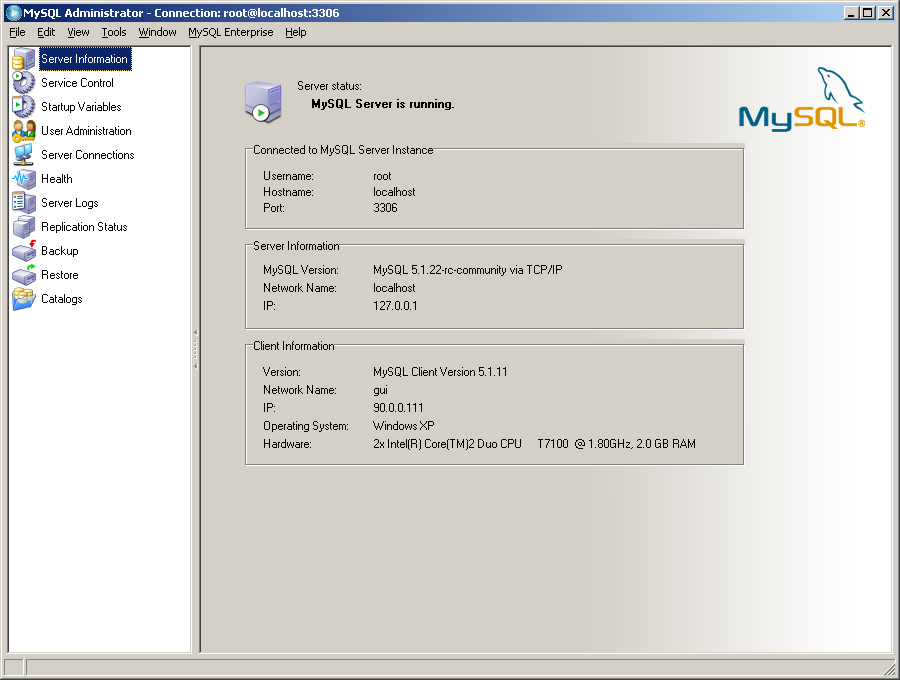 MySQL Administrator - Connection: root@localhost:3306
File Edit View Tools Window MySQL Enterprise Help
Server Information
Service Control
Startup Variables
User Administration
Server Connections
Health
Server Logs
Replication Status
Backup
Restore
Catalogs
Server status:
MySQL Server is running.
MySQL®
Connected to MySQL Server Instance
Username: root
Hostname: localhost
Port: 3306
Server Information
MySQL Version: MySQL 5.1.22-rc-community via TCP/IP
Network Name: localhost
IP: 127.0.0.1
Client Information
Version: MySQL Client Version 5.1.11
Network Name: gui
IP: 90.0.0.111
Operating System: Windows XP
Hardware: 2x Intel(R) Core(TM)2 Duo CPU T7100 @ 1.80GHz, 2.0 GB RAM